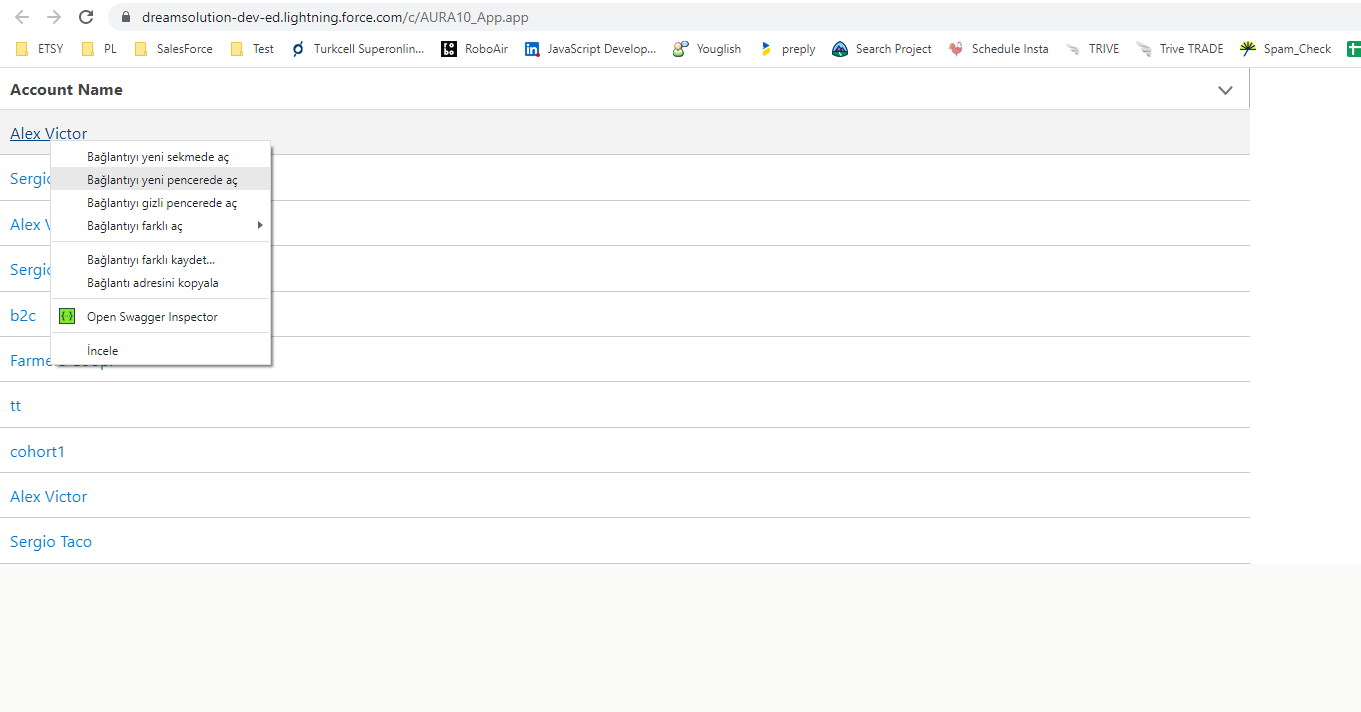 dreamsolution-dev-ed.lightning.force.com/c/AURA10_App.app
ETSY PL SalesForce Test Turkcell Superonlin... RoboAir JavaScript Develop... Youglish preply Search Project Schedule Insta TRIVE Trive TRADE Spam_Check
Account Name
Alex Victor
Bağlantıyı yeni sekmede aç
Bağlantıyı yeni pencerede aç
Bağlantıyı gizli pencerede aç
Bağlantıyı farklı aç
Bağlantıyı farklı kaydet...
Bağlantı adresini kopyala
Open Swagger Inspector
İncele
Sergio
Alex V
Sergio
b2c
tt
cohort1
Alex Victor
Sergio Taco